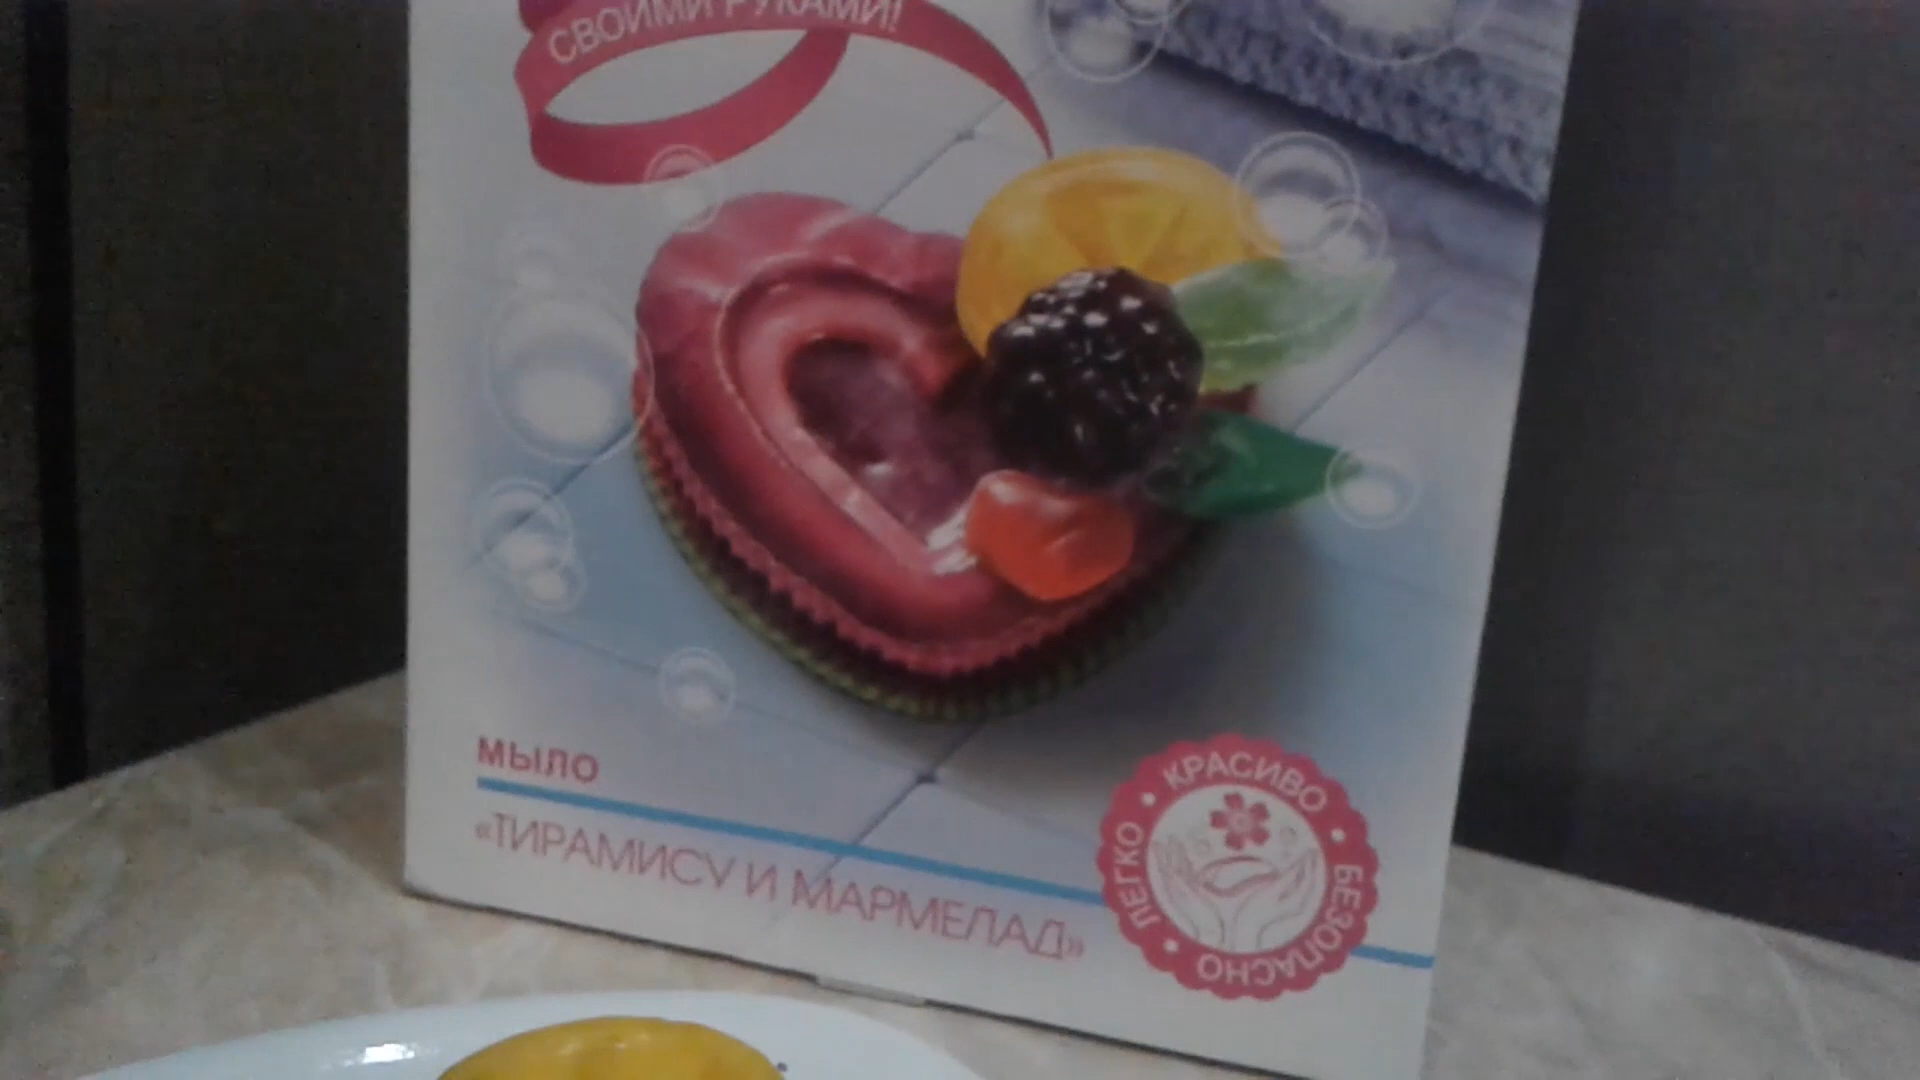 СВОИМИ РУКАМИ!
МЫЛО
«ТИРАМИСУ И МАРМЕЛАД»
ЛЕГКО • КРАСИВО • БЕЗОПАСНО